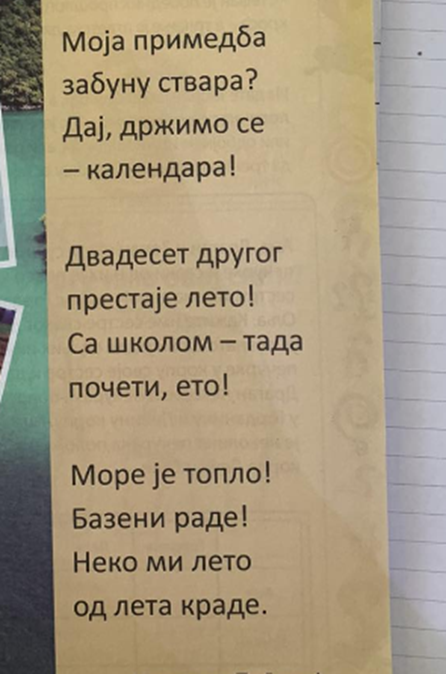 Моја примедба
забуну ствара?
Дај, држимо се
– календара!
Двадесет другог
престаје лето!
Са школом – тада
почети, ето!
Море је топло!
Базени раде!
Неко ми лето
од лета краде.